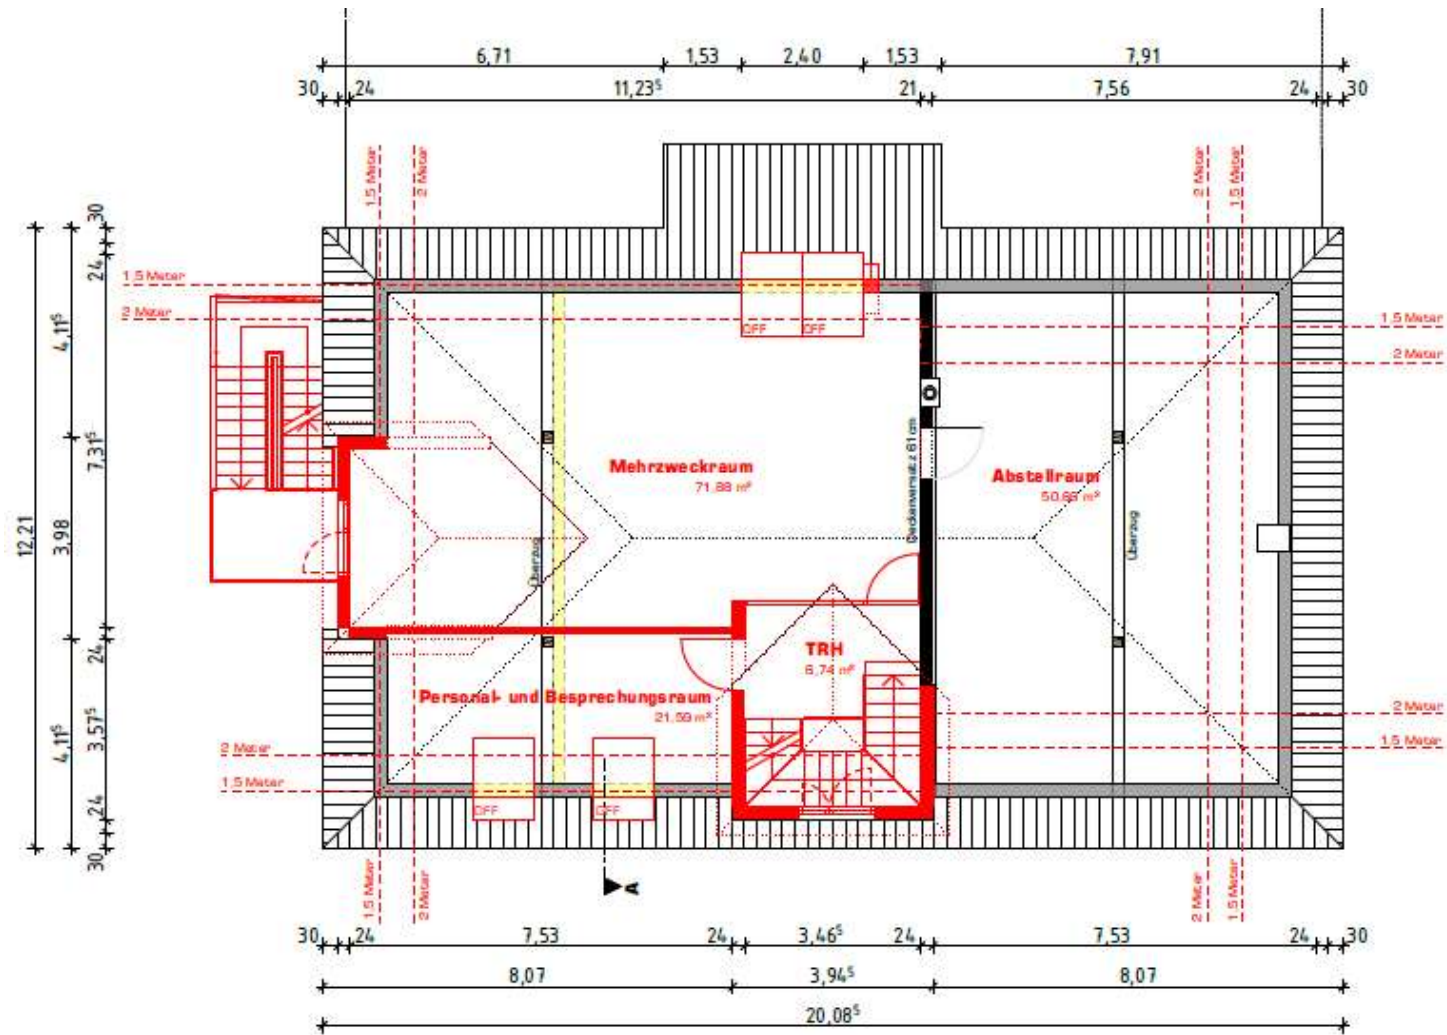 6,71 1,53 2,40 1,53 7,91
30 24 11,23⁵ 21 7,56 24 30
1.5 Meter 2 Meter 2 Meter 1.5 Meter
30
24
1.5 Meter
2 Meter
1.5 Meter
2 Meter
OFF OFF
4,11⁵
7,31⁵
Mehrzweckraum
71,88 m²
Deckenversatz 61 cm
Abstellraum
12,21
3,98
Überzug
Überzug
24
TRH
6,74 m²
Personal- und Besprechungsraum
21,59 m²
4,11⁵
3,57⁵
2 Meter
1.5 Meter
2 Meter
1.5 Meter
OFF OFF
24
30
A
1.5 Meter 2 Meter 2 Meter 1.5 Meter
30 24 7,53 24 3,46⁵ 24 7,53 24 30
8,07 3,94⁵ 8,07
20,08⁵